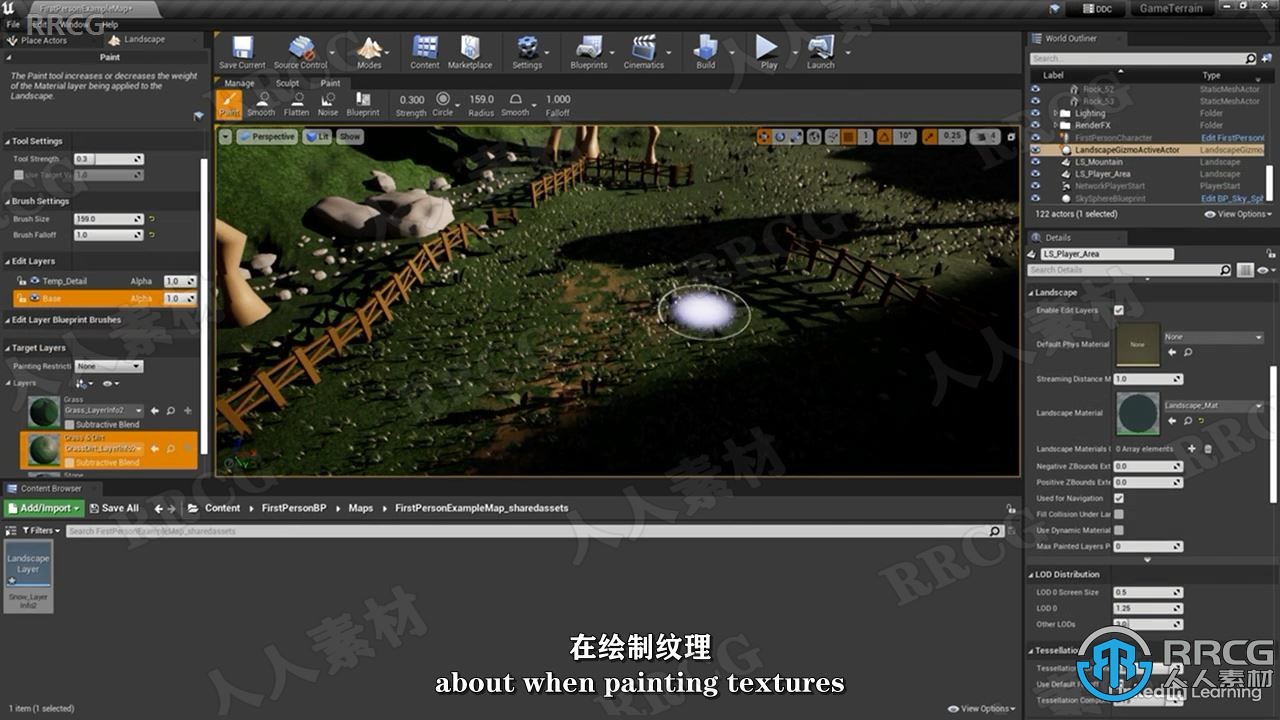 FirstPersonExampleMap•
DDC
GameTerrain
File Edit Window Help
RRCG
Place Actors
Landscape
Paint
The Paint tool increases or decreases the weight
of the Material layer being applied to the
Landscape.
Tool Settings
Tool Strength 0.3
Use Target V 1.0
Brush Settings
Brush Size 159.0
Brush Falloff 1.0
Edit Layers
Temp_Detail Alpha 1.0
Base Alpha 1.0
Edit Layer Blueprint Brushes
Target Layers
Painting Restricti None
Layers
Grass
Grass_LayerInfo2
Subtractive Blend
Grass & Dirt
GrassDirt_LayerInfo2
Subtractive Blend
Stone
Save Current Source Control Modes Content Marketplace Settings Blueprints Cinematics Build Play Launch
Manage Sculpt Paint
Paint Smooth Flatten Noise Blueprint
0.300 159.0 1.000
Strength Circle Radius Smooth Falloff
Perspective Lit Show
1 10° 0.25 4
World Outliner
Search...
Label Type
Rock_52 StaticMeshActor
Rock_53 StaticMeshActor
Lighting Folder
RenderFX Folder
FirstPersonCharacter Edit FirstPerson
LandscapeGizmoActiveActor LandscapeGizmo
LS_Mountain Landscape
LS_Player_Area Landscape
NetworkPlayerStart PlayerStart
SkySphereBlueprint Edit BP_Sky_Sph
122 actors (1 selected) View Options
Details
LS_Player_Area
Search Details
Landscape
Enable Edit Layers
Default Phys Material None None
Streaming Distance M 1.0
Landscape Material Landscape_Mat
Landscape Materials 0 Array elements
Negative ZBounds Ext 0.0
Positive ZBounds Exte 0.0
Used for Navigation
Fill Collision Under La
Use Dynamic Material
Max Painted Layers P 0
LOD Distribution
LOD 0 Screen Size 0.5
LOD 0 1.25
Other LODs 3.0
Tessellatio
Tessellation
Use Default
Tessellation Compo
Content Browser
Add/Import Save All Content FirstPersonBP Maps FirstPersonExampleMap_sharedassets
Filters Search FirstPersonExampleMap_sharedassets
Landscape
Layer
Snow_Layer
Info2
1 item (1 selected)
View Options
在绘制纹理
about when painting textures
RRCG
人人素材
Linked in Learning